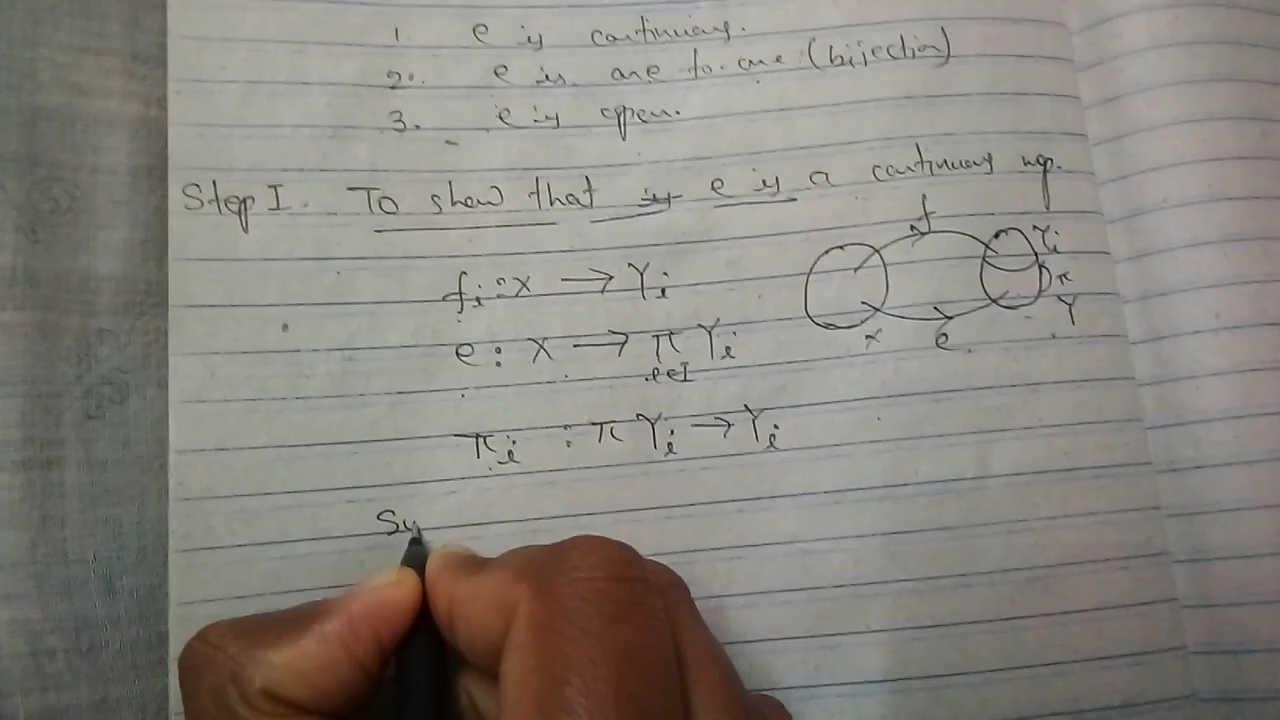 1. e is continuous.
2. e is one to one (bijection)
3. e is open.
Step I. To show that e is a continuous map.
f
Yi
π
Y
x
e
fi : x → Yi
e : x → π Yi
i∈I
πi : π Yi → Yi
Su